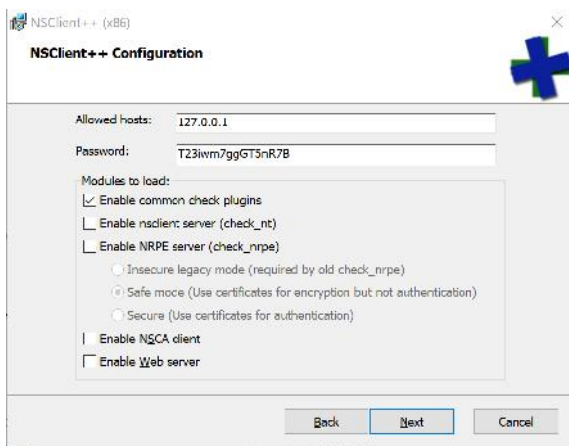 NSClient++ (x86)
NSClient++ Configuration
Allowed hosts: 127.0.0.1
Password: T23iwm7ggGT5nR7B
Modules to load:
Enable common check plugins
Enable nsclient server (check_nt)
Enable NRPE server (check_nrpe)
Insecure legacy mode (required by old check_nrpe)
Safe mode (Use certificates for encryption but not authentication)
Secure (Use certificates for authentication)
Enable NSCA client
Enable Web server
Back Next Cancel